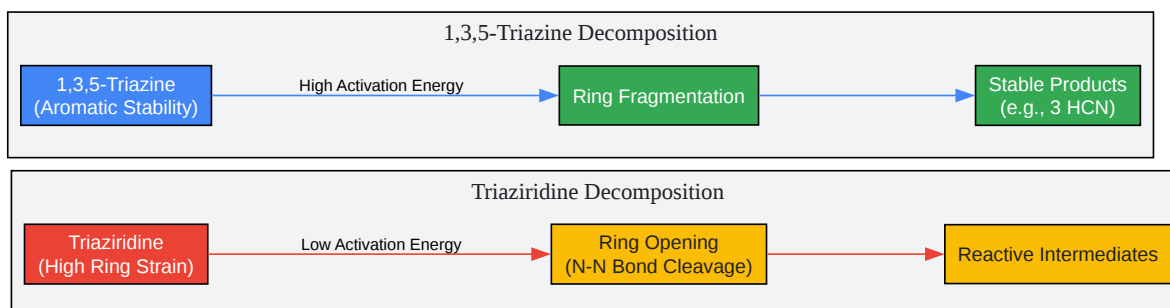 1,3,5-Triazine Decomposition
1,3,5-Triazine
(Aromatic Stability)
High Activation Energy
Ring Fragmentation
Stable Products
(e.g., 3 HCN)
Triaziridine Decomposition
Triaziridine
(High Ring Strain)
Low Activation Energy
Ring Opening
(N-N Bond Cleavage)
Reactive Intermediates